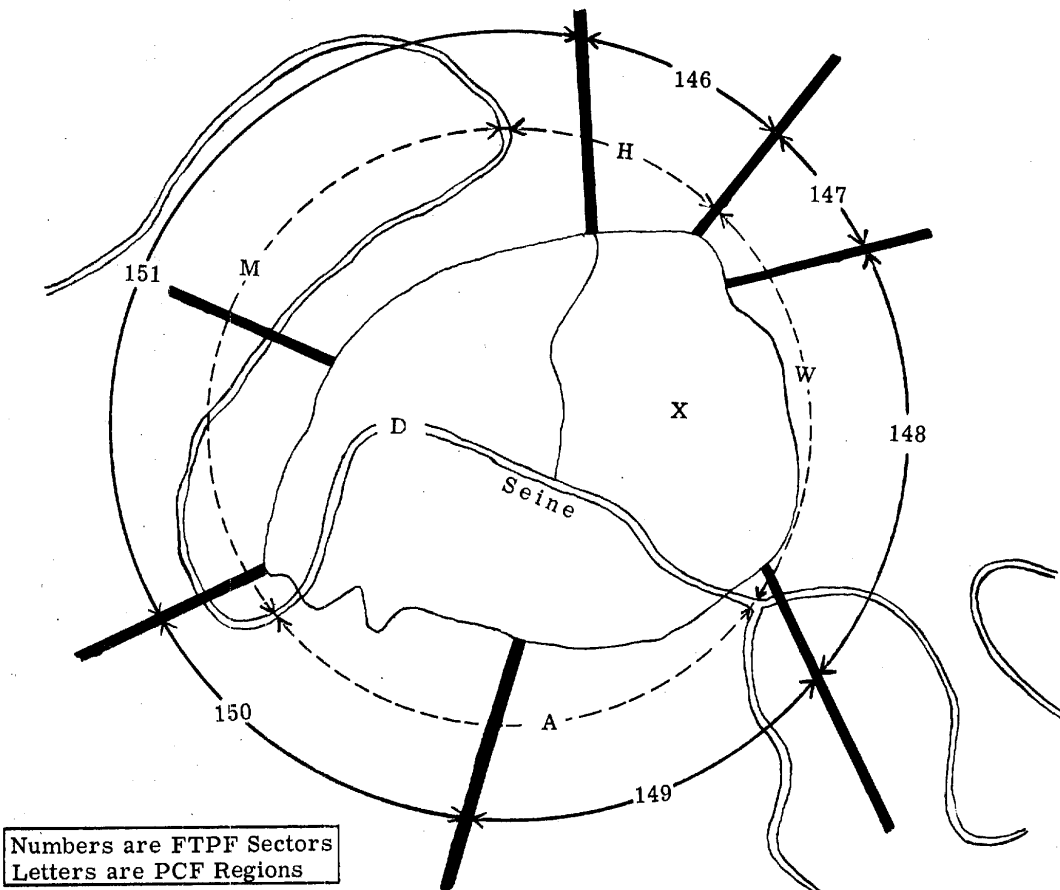 146
H
147
151
M
W
X
D
148
Seine
150
A
149
Numbers are FTPF Sectors
Letters are PCF Regions